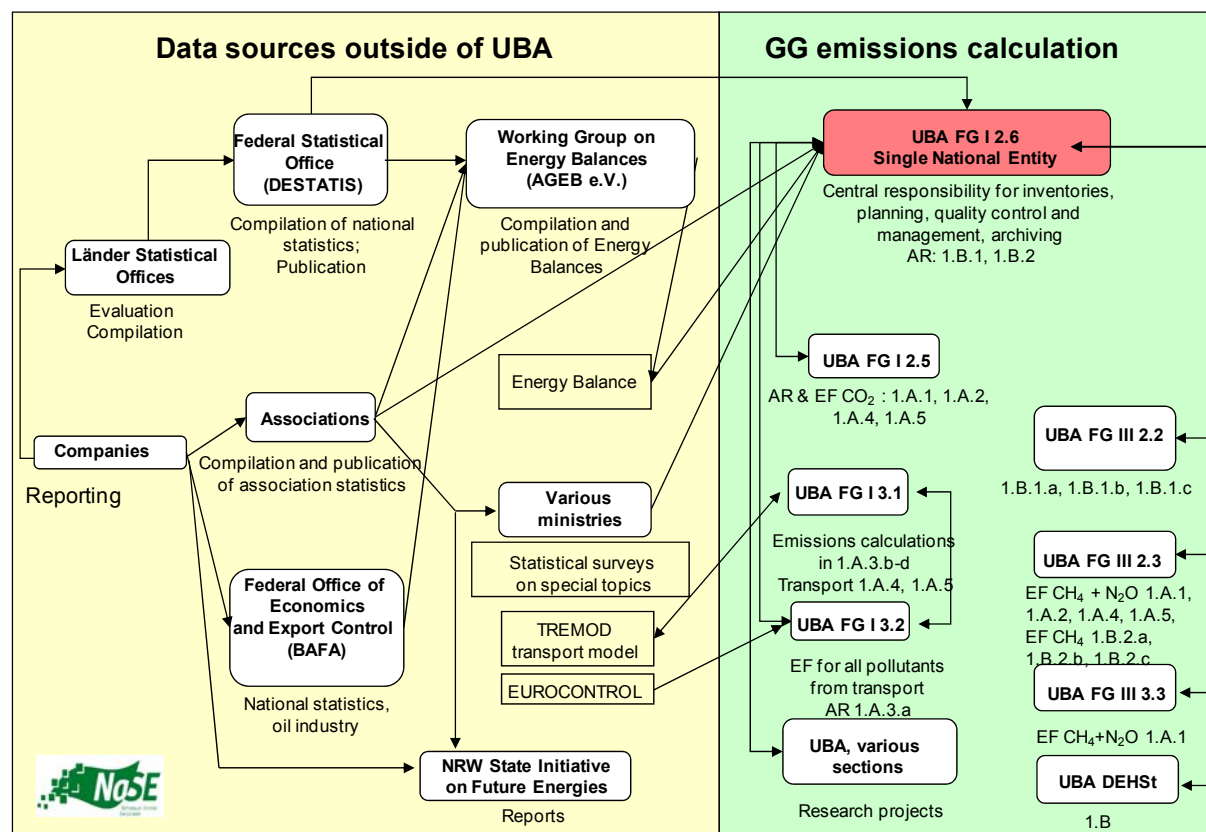 Data sources outside of UBA
GG emissions calculation
Federal Statistical
Office
(DESTATIS)
Compilation of national
statistics;
Publication
Working Group on
Energy Balances
(AGEB e.V.)
Compilation and
publication of Energy
Balances
Länder Statistical
Offices
Evaluation
Compilation
Energy Balance
Associations
Compilation and publication
of association statistics
Companies
Reporting
Various
ministries
Statistical surveys
on special topics
Federal Office of
Economics
and Export Control
(BAFA)
National statistics,
oil industry
TREMOD
transport model
EUROCONTROL
NRW State Initiative
on Future Energies
Reports
NaSE
UBA FG I 2.6
Single National Entity
Central responsibility for inventories,
planning, quality control and
management, archiving
AR: 1.B.1, 1.B.2
UBA FG I 2.5
AR & EF CO₂ : 1.A.1, 1.A.2,
1.A.4, 1.A.5
UBA FG I 3.1
Emissions calculations
in 1.A.3.b-d
Transport 1.A.4, 1.A.5
UBA FG I 3.2
EF for all pollutants
from transport
AR 1.A.3.a
UBA, various
sections
Research projects
UBA FG III 2.2
1.B.1.a, 1.B.1.b, 1.B.1.c
UBA FG III 2.3
EF CH₄ + N₂O 1.A.1,
1.A.2, 1.A.4, 1.A.5,
EF CH₄ 1.B.2.a,
1.B.2.b, 1.B.2.c
UBA FG III 3.3
EF CH₄+N₂O 1.A.1
UBA DEHSt
1.B